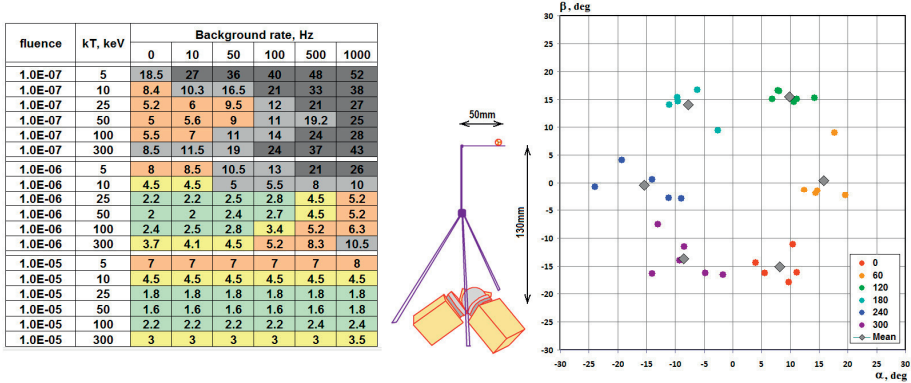 Background rate, Hz
fluence kT, keV
0 10 50 100 500 1000
1.0E-07 5 18.5 27 36 40 48 52
1.0E-07 10 8.4 10.3 16.5 21 33 38
1.0E-07 25 5.2 6 9.5 12 21 27
1.0E-07 50 5 5.6 9 11 19.2 25
1.0E-07 100 5.5 7 11 14 24 28
1.0E-07 300 8.5 11.5 19 24 37 43
1.0E-06 5 8 8.5 10.5 13 21 26
1.0E-06 10 4.5 4.5 5 5.5 8 10
1.0E-06 25 2.2 2.2 2.5 2.8 4.5 5.2
1.0E-06 50 2 2 2.4 2.7 4.5 5.2
1.0E-06 100 2.4 2.5 2.8 3.4 5.2 6.3
1.0E-06 300 3.7 4.1 4.5 5.2 8.3 10.5
1.0E-05 5 7 7 7 7 7 8
1.0E-05 10 4.5 4.5 4.5 4.5 4.5 4.5
1.0E-05 25 1.8 1.8 1.8 1.8 1.8 1.8
1.0E-05 50 1.6 1.6 1.6 1.6 1.6 1.8
1.0E-05 100 2.2 2.2 2.2 2.2 2.4 2.4
1.0E-05 300 3 3 3 3 3 3.5
50mm
130mm
β, deg
30
25
20
15
10
5
0
-5
-10
-15
-20
-25
-30
-30 -25 -20 -15 -10 -5 0 5 10 15 20 25 30
α, deg
0
60
120
180
240
300
Mean